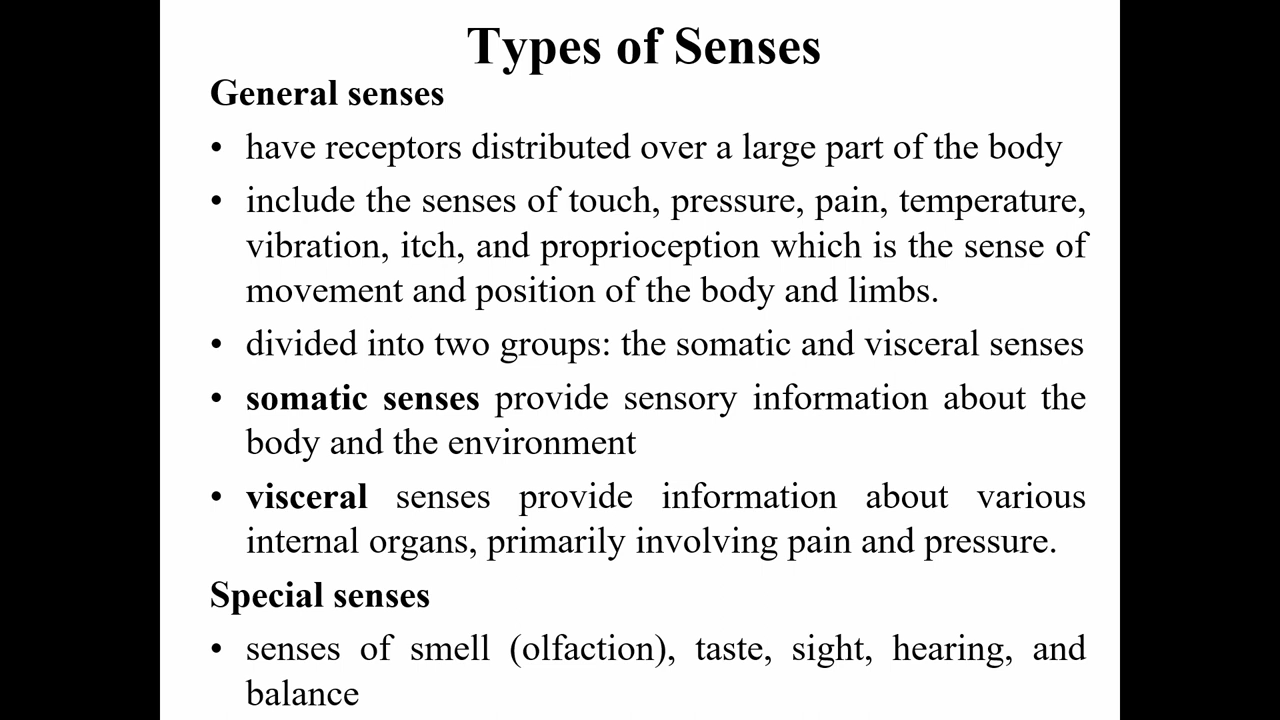 Types of Senses
General senses
• have receptors distributed over a large part of the body
• include the senses of touch, pressure, pain, temperature,
vibration, itch, and proprioception which is the sense of
movement and position of the body and limbs.
• divided into two groups: the somatic and visceral senses
• somatic senses provide sensory information about the
body and the environment
• visceral senses provide information about various
internal organs, primarily involving pain and pressure.
Special senses
• senses of smell (olfaction), taste, sight, hearing, and
balance